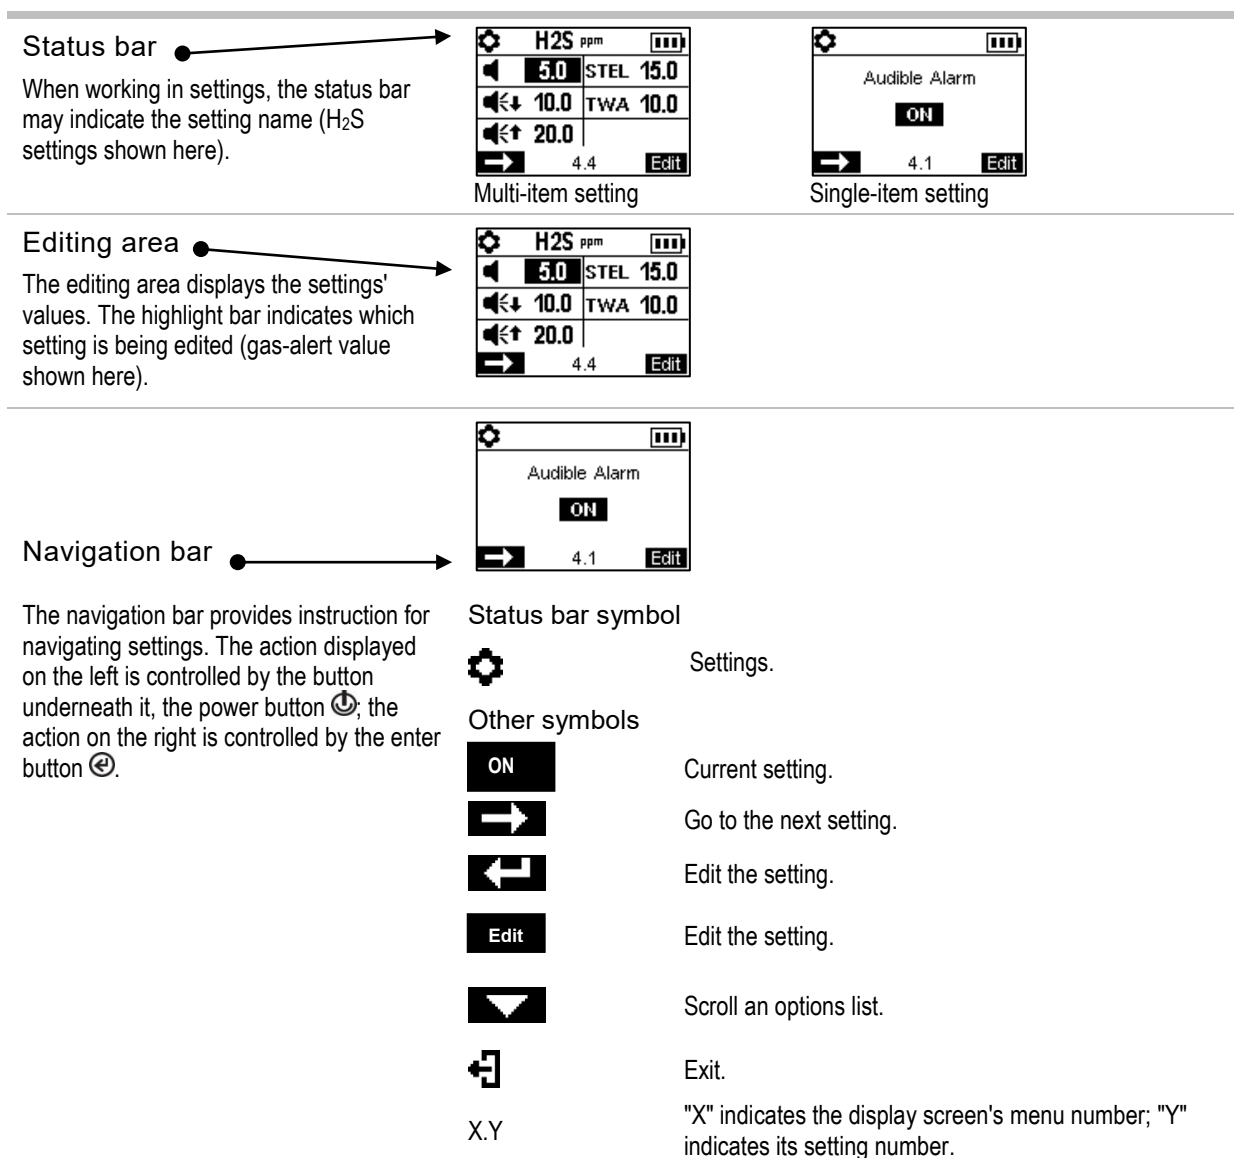 Status bar
When working in settings, the status bar
may indicate the setting name (H₂S
settings shown here).
H2S ppm
5.0 STEL 15.0
10.0 TWA 10.0
20.0
4.4 Edit
Multi-item setting
Audible Alarm
ON
4.1 Edit
Single-item setting
Editing area
The editing area displays the settings'
values. The highlight bar indicates which
setting is being edited (gas-alert value
shown here).
H2S ppm
5.0 STEL 15.0
10.0 TWA 10.0
20.0
4.4 Edit
Audible Alarm
ON
4.1 Edit
Navigation bar
The navigation bar provides instruction for
navigating settings. The action displayed
on the left is controlled by the button
underneath it, the power button ; the
action on the right is controlled by the enter
button .
Status bar symbol
Settings.
Other symbols
ON Current setting.
Go to the next setting.
Edit the setting.
Edit Edit the setting.
Scroll an options list.
Exit.
X.Y "X" indicates the display screen's menu number; "Y"
indicates its setting number.